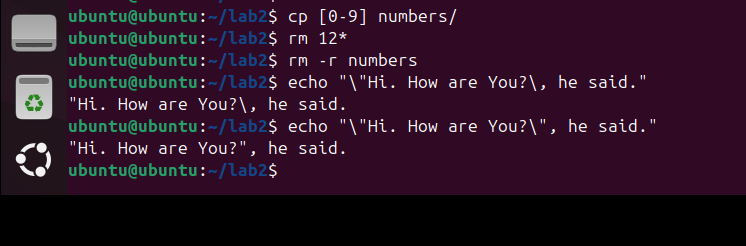 ubuntu@ubuntu:~/lab2$ cp [0-9] numbers/
ubuntu@ubuntu:~/lab2$ rm 12*
ubuntu@ubuntu:~/lab2$ rm -r numbers
ubuntu@ubuntu:~/lab2$ echo "\"Hi. How are You?\, he said."
"Hi. How are You?\, he said.
ubuntu@ubuntu:~/lab2$ echo "\"Hi. How are You?\", he said."
"Hi. How are You?", he said.
ubuntu@ubuntu:~/lab2$